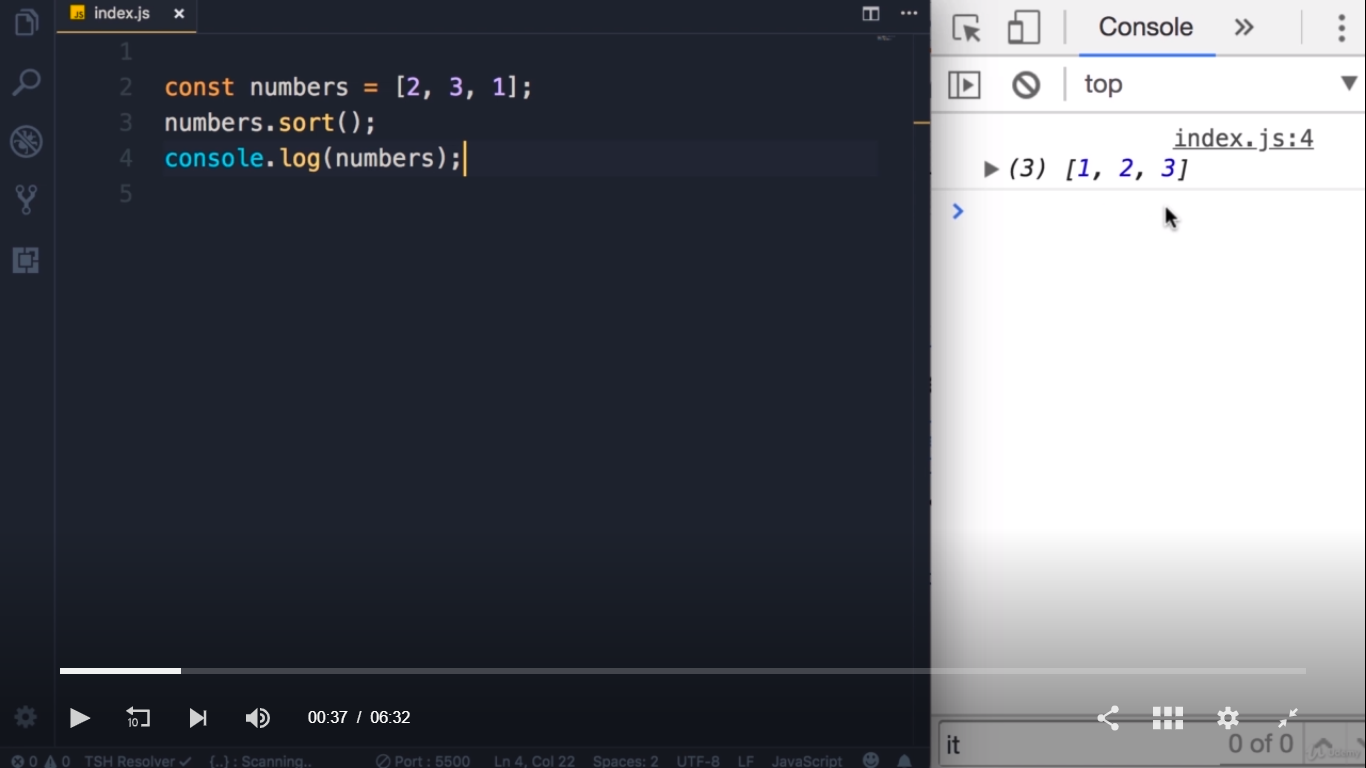 index.js
1
2 const numbers = [2, 3, 1];
3 numbers.sort();
4 console.log(numbers);
5
Console
top
index.js:4
(3) [1, 2, 3]
10
00:37 / 06:32
it
0 of 0
0 0 TSH Resolver {..} : Scanning.. Port : 5500 Ln 4, Col 22 Spaces: 2 UTF-8 LF JavaScript